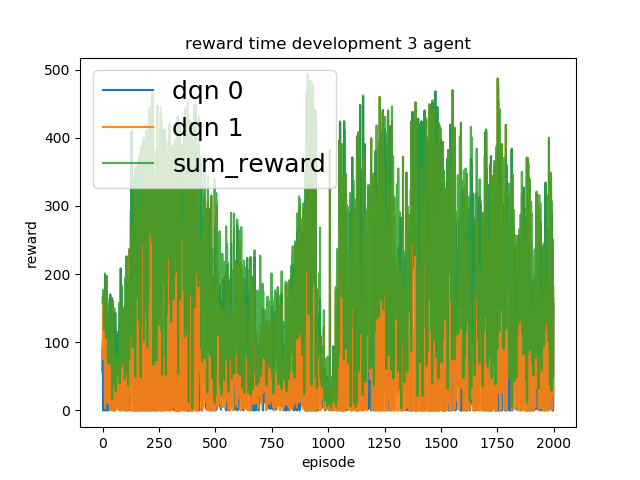 reward time development 3 agent
500
400
300
200
100
0
reward
dqn 0
dqn 1
sum_reward
0 250 500 750 1000 1250 1500 1750 2000
episode